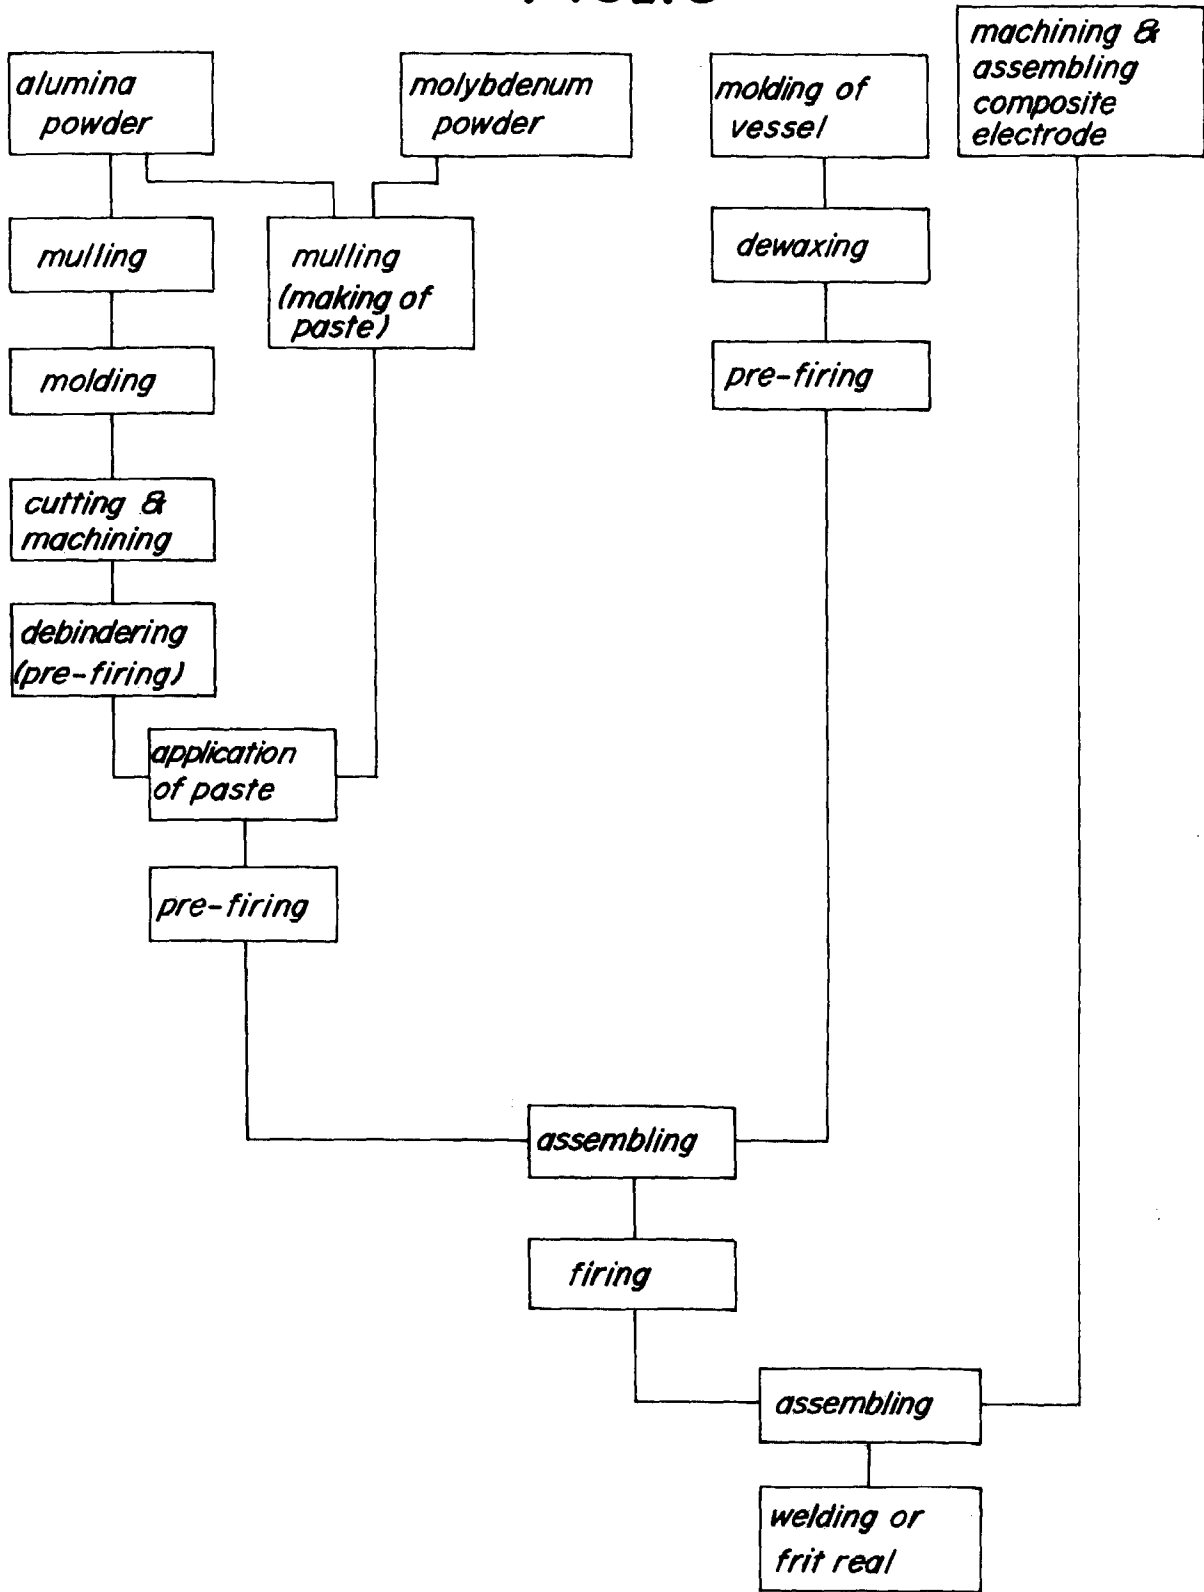 alumina
powder
molybdenum
powder
molding of
vessel
machining &
assembling
composite
electrode
mulling
mulling
(making of
paste)
dewaxing
molding
pre-firing
cutting &
machining
debindering
(pre-firing)
application
of paste
pre-firing
assembling
firing
assembling
welding or
frit real